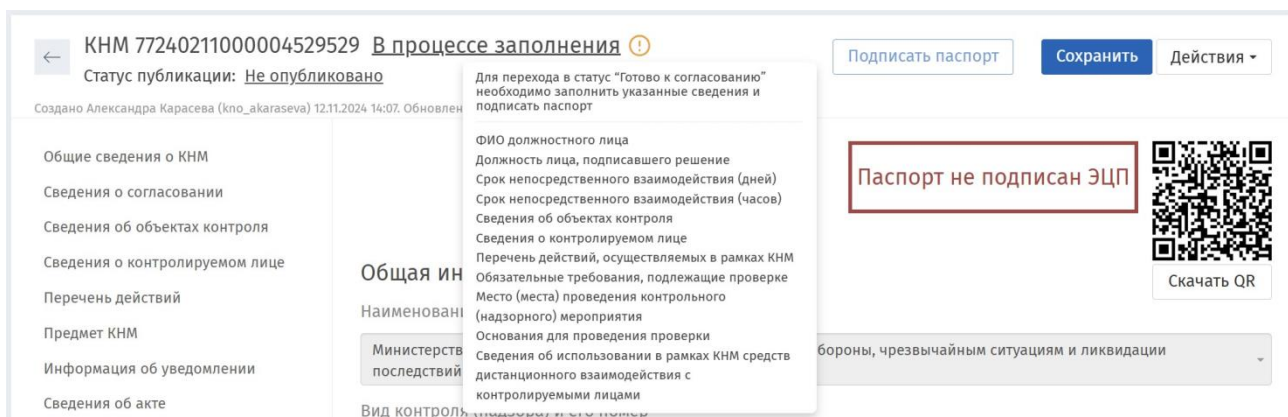 КНМ 77240211000004529529 В процессе заполнения
Подписать паспорт
Сохранить
Действия
Статус публикации: Не опубликовано
Создано Александра Карасева (kno_akaraseva) 12.11.2024 14:07. Обновлен
Для перехода в статус “Готово к согласованию”
необходимо заполнить указанные сведения и
подписать паспорт
ФИО должностного лица
Должность лица, подписавшего решение
Срок непосредственного взаимодействия (дней)
Срок непосредственного взаимодействия (часов)
Сведения об объектах контроля
Сведения о контролируемом лице
Перечень действий, осуществляемых в рамках КНМ
Обязательные требования, подлежащие проверке
Место (места) проведения контрольного
(надзорного) мероприятия
Основания для проведения проверки
Сведения об использовании в рамках КНМ средств
дистанционного взаимодействия с
контролируемыми лицами
Общие сведения о КНМ
Сведения о согласовании
Сведения об объектах контроля
Сведения о контролируемом лице
Перечень действий
Предмет КНМ
Информация об уведомлении
Сведения об акте
Паспорт не подписан ЭЦП
Скачать QR
Общая ин
Наименован
Министерств бороны, чрезвычайным ситуациям и ликвидации
последствий
Вид контроля (надзора) и его номер